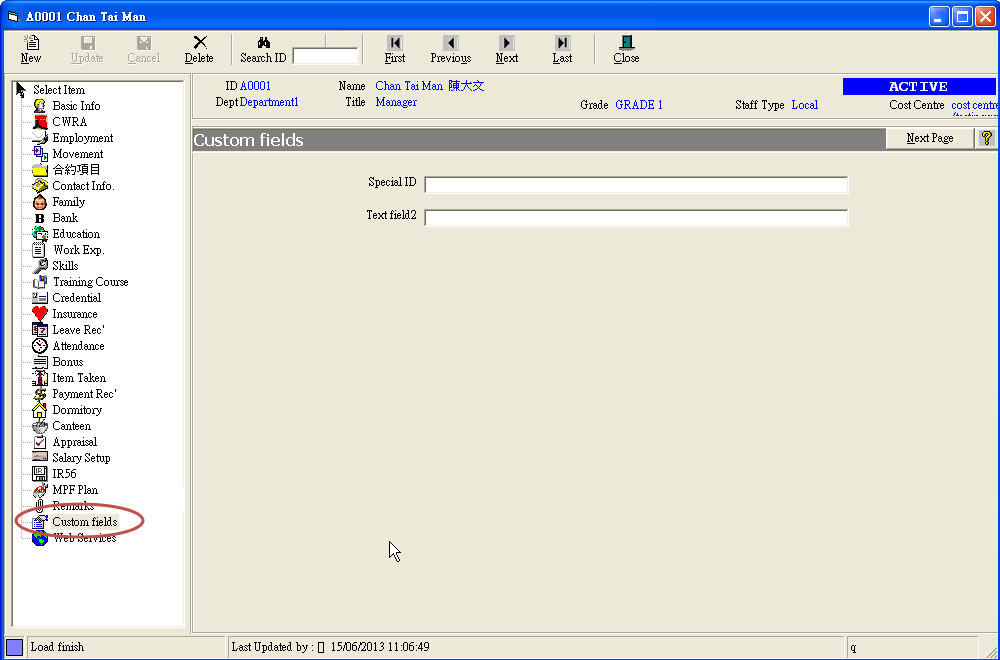 A0001 Chan Tai Man
New Update Cancel Delete Search ID First Previous Next Last Close
Select Item
Basic Info
CWRA
Employment
Movement
合約項目
Contact Info.
Family
B Bank
Education
Work Exp.
Skills
Training Course
Credential
Insurance
Leave Rec'
Attendance
Bonus
Item Taken
Payment Rec'
Dormitory
Canteen
Appraisal
Salary Setup
IR56
MPF Plan
Remarks
Custom fields
Web Services
ID A0001 Name Chan Tai Man 陳大文 ACTIVE
Dept Department1 Title Manager Grade GRADE 1 Staff Type Local Cost Centre cost centre
Custom fields Next Page ?
Special ID
Text field2
Load finish Last Updated by : 15/06/2013 11:06:49 q